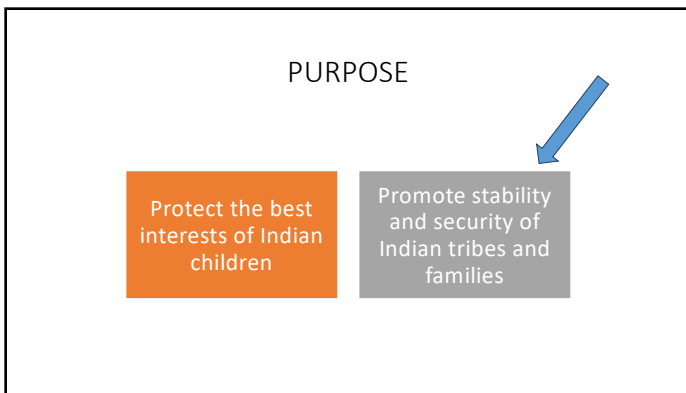 PURPOSE
Protect the best
interests of Indian
children
Promote stability
and security of
Indian tribes and
families